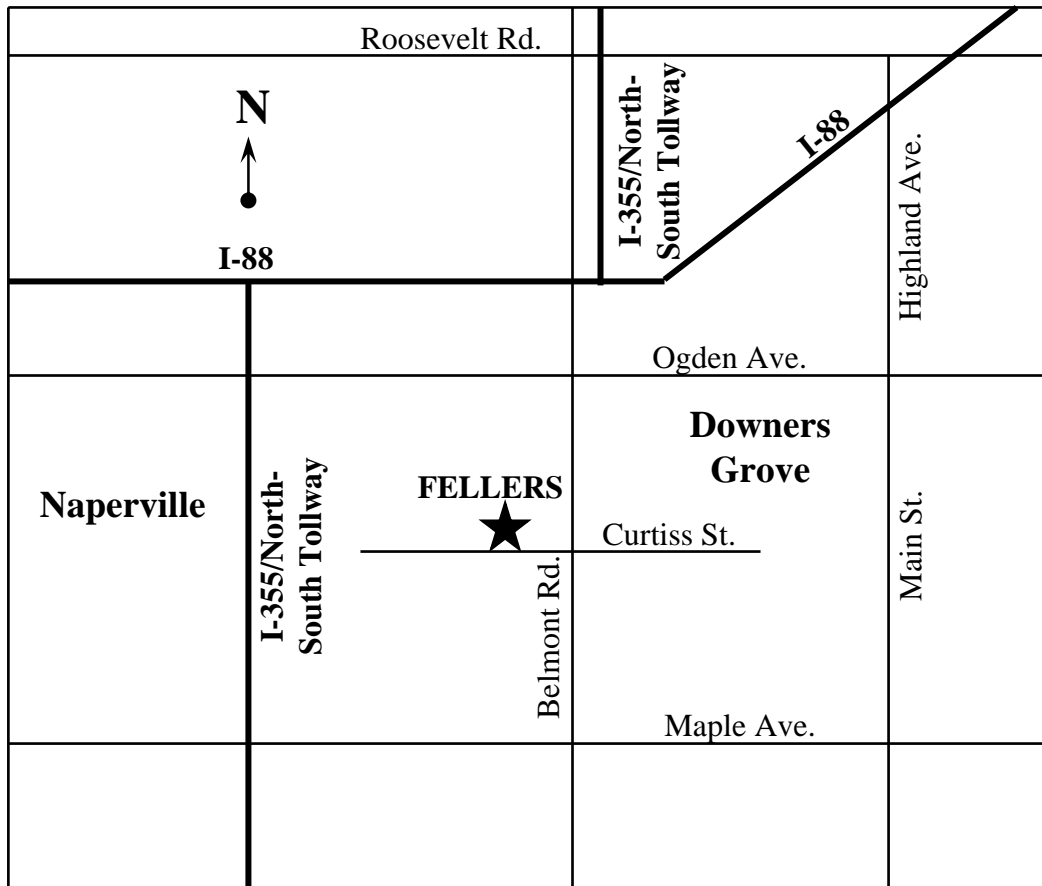 Roosevelt Rd.
N
I-355/North-
South Tollway
I-88
Highland Ave.
I-88
Ogden Ave.
Downers
Grove
Naperville
I-355/North-
South Tollway
FELLERS
Curtiss St.
Belmont Rd.
Main St.
Maple Ave.